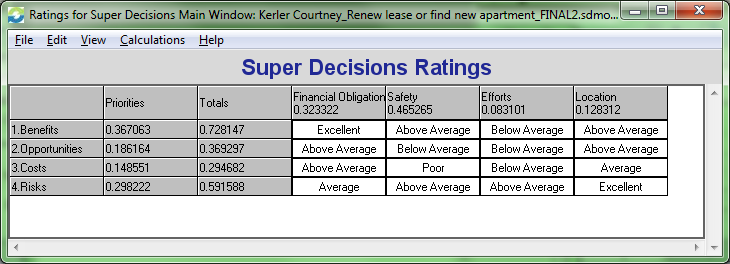 Ratings for Super Decisions Main Window: Kerler Courtney_Renew lease or find new apartment_FINAL2.sdmo...
File Edit View Calculations Help
Super Decisions Ratings
Priorities Totals Financial Obligation 0.323322 Safety 0.465265 Efforts 0.083101 Location 0.128312
1.Benefits 0.367063 0.728147 Excellent Above Average Below Average Above Average
2.Opportunities 0.186164 0.369297 Above Average Below Average Above Average Above Average
3.Costs 0.148551 0.294682 Above Average Poor Below Average Average
4.Risks 0.298222 0.591588 Average Above Average Above Average Excellent